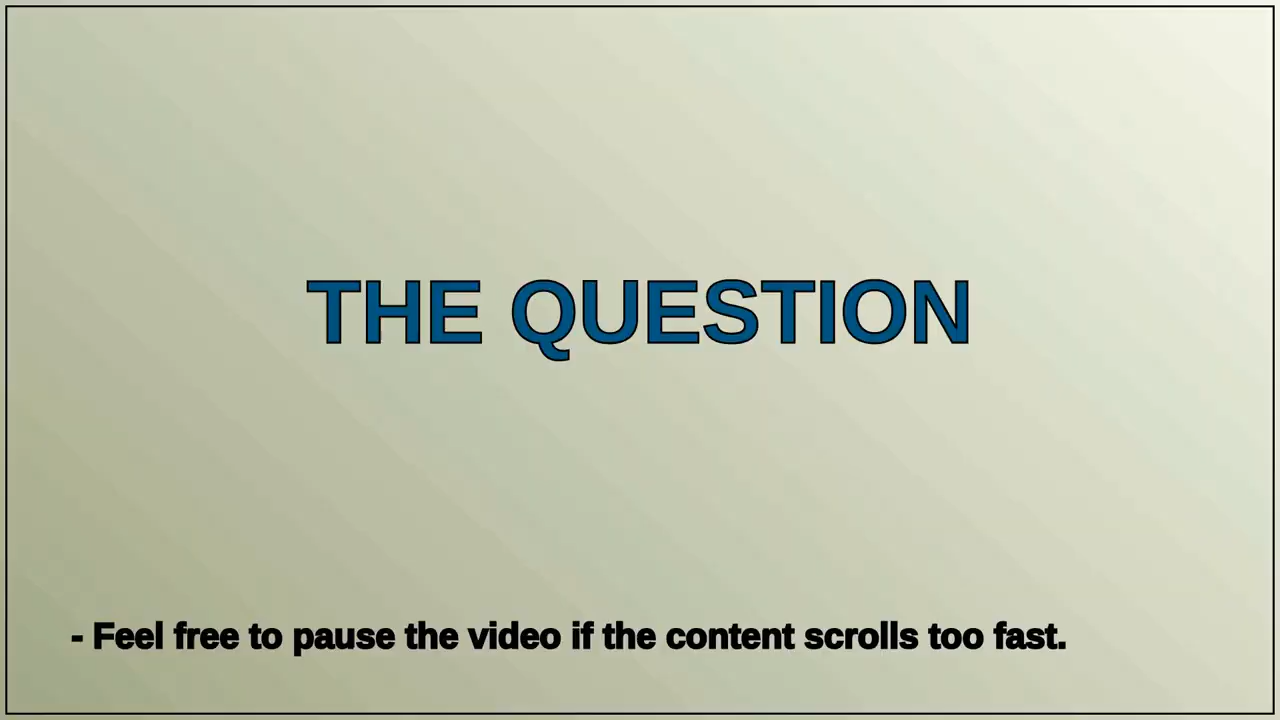 THE QUESTION
- Feel free to pause the video if the content scrolls too fast.